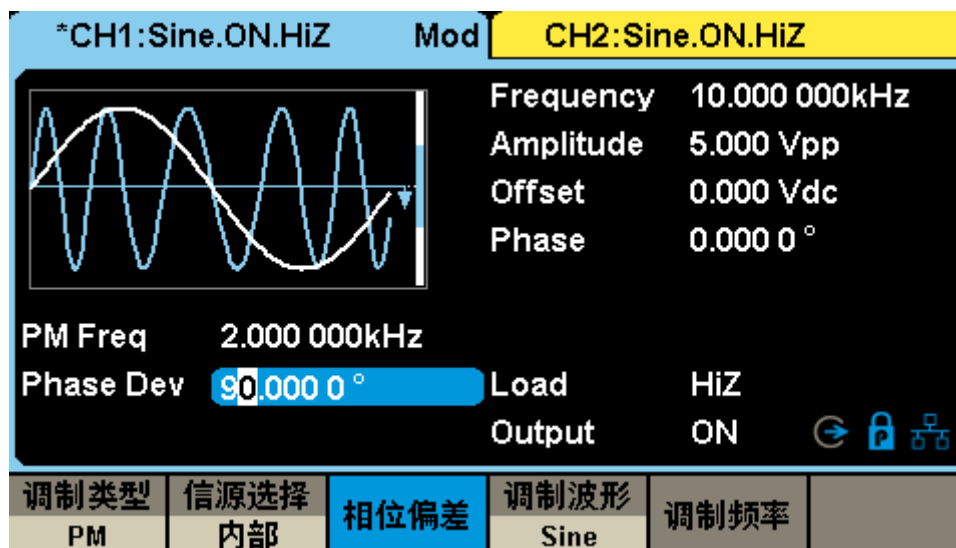 *CH1:Sine.ON.HiZ Mod CH2:Sine.ON.HiZ
Frequency 10.000 000kHz
Amplitude 5.000 Vpp
Offset 0.000 Vdc
Phase 0.000 0 °
PM Freq 2.000 000kHz
Phase Dev 90.000 0 ° Load HiZ
Output ON
调制类型 信源选择 相位偏差 调制波形 调制频率
PM 内部 Sine